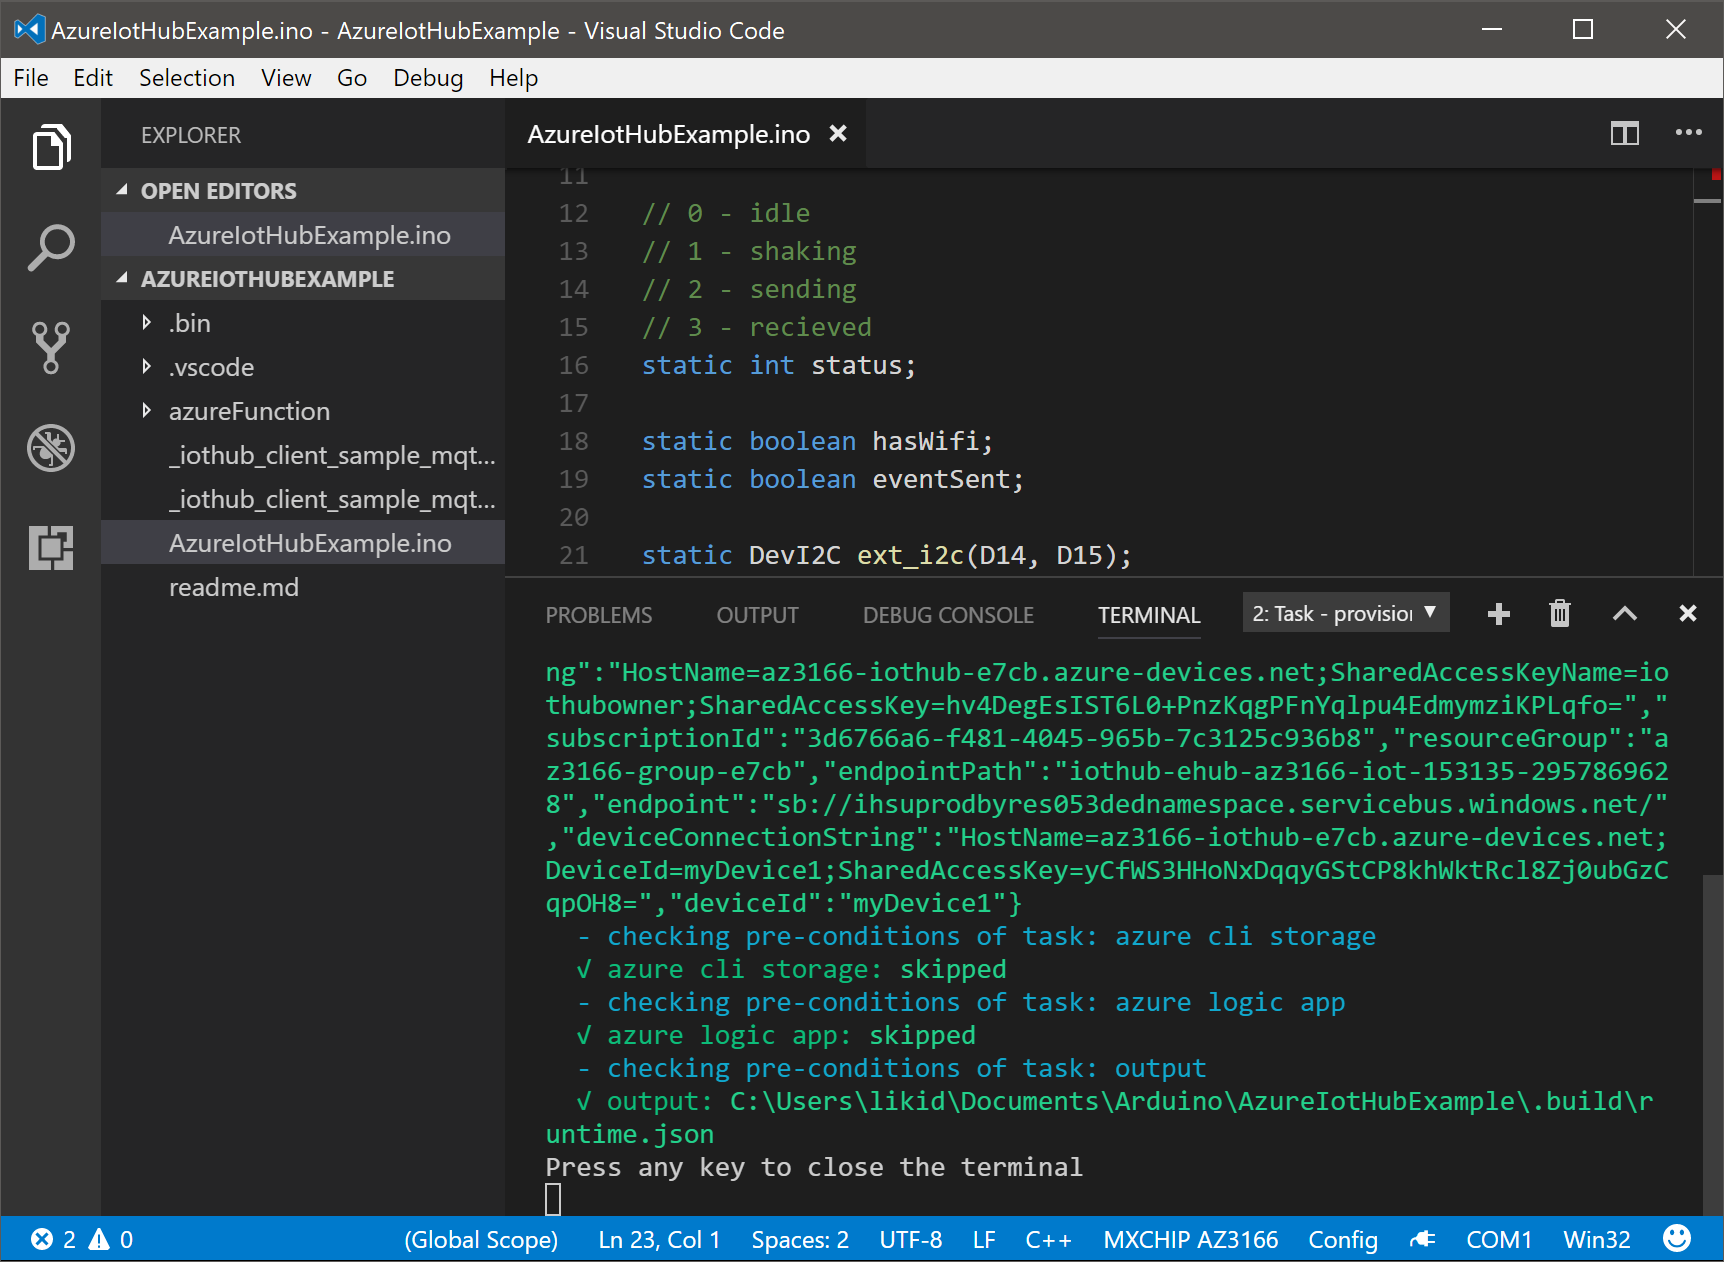 AzureIotHubExample.ino - AzureIotHubExample - Visual Studio Code
File Edit Selection View Go Debug Help
EXPLORER
OPEN EDITORS
AzureIotHubExample.ino
AZUREIOTHUBEXAMPLE
.bin
.vscode
azureFunction
_iothub_client_sample_mqt...
_iothub_client_sample_mqt...
AzureIotHubExample.ino
readme.md
AzureIotHubExample.ino
11
12 // 0 - idle
13 // 1 - shaking
14 // 2 - sending
15 // 3 - recieved
16 static int status;
17
18 static boolean hasWifi;
19 static boolean eventSent;
20
21 static DevI2C ext_i2c(D14, D15);
PROBLEMS OUTPUT DEBUG CONSOLE TERMINAL 2: Task - provision
ng":"HostName=az3166-iothub-e7cb.azure-devices.net;SharedAccessKeyName=io
thubowner;SharedAccessKey=hv4DegEsIST6L0+PnzKqgPFnYqlpu4EdmymziKPLqfo=","
subscriptionId":"3d6766a6-f481-4045-965b-7c3125c936b8","resourceGroup":"a
z3166-group-e7cb","endpointPath":"iothub-ehub-az3166-iot-153135-295786962
8","endpoint":"sb://ihsuprodbyres053dednamespace.servicebus.windows.net/"
,"deviceConnectionString":"HostName=az3166-iothub-e7cb.azure-devices.net;
DeviceId=myDevice1;SharedAccessKey=yCfWS3HHoNxDqqyGStCP8khWktRcl8Zj0ubGzC
qpOH8=","deviceId":"myDevice1"}
- checking pre-conditions of task: azure cli storage
√ azure cli storage: skipped
- checking pre-conditions of task: azure logic app
√ azure logic app: skipped
- checking pre-conditions of task: output
√ output: C:\Users\likid\Documents\Arduino\AzureIotHubExample\.build\r
untime.json
Press any key to close the terminal
2 0 (Global Scope) Ln 23, Col 1 Spaces: 2 UTF-8 LF C++ MXCHIP AZ3166 Config COM1 Win32